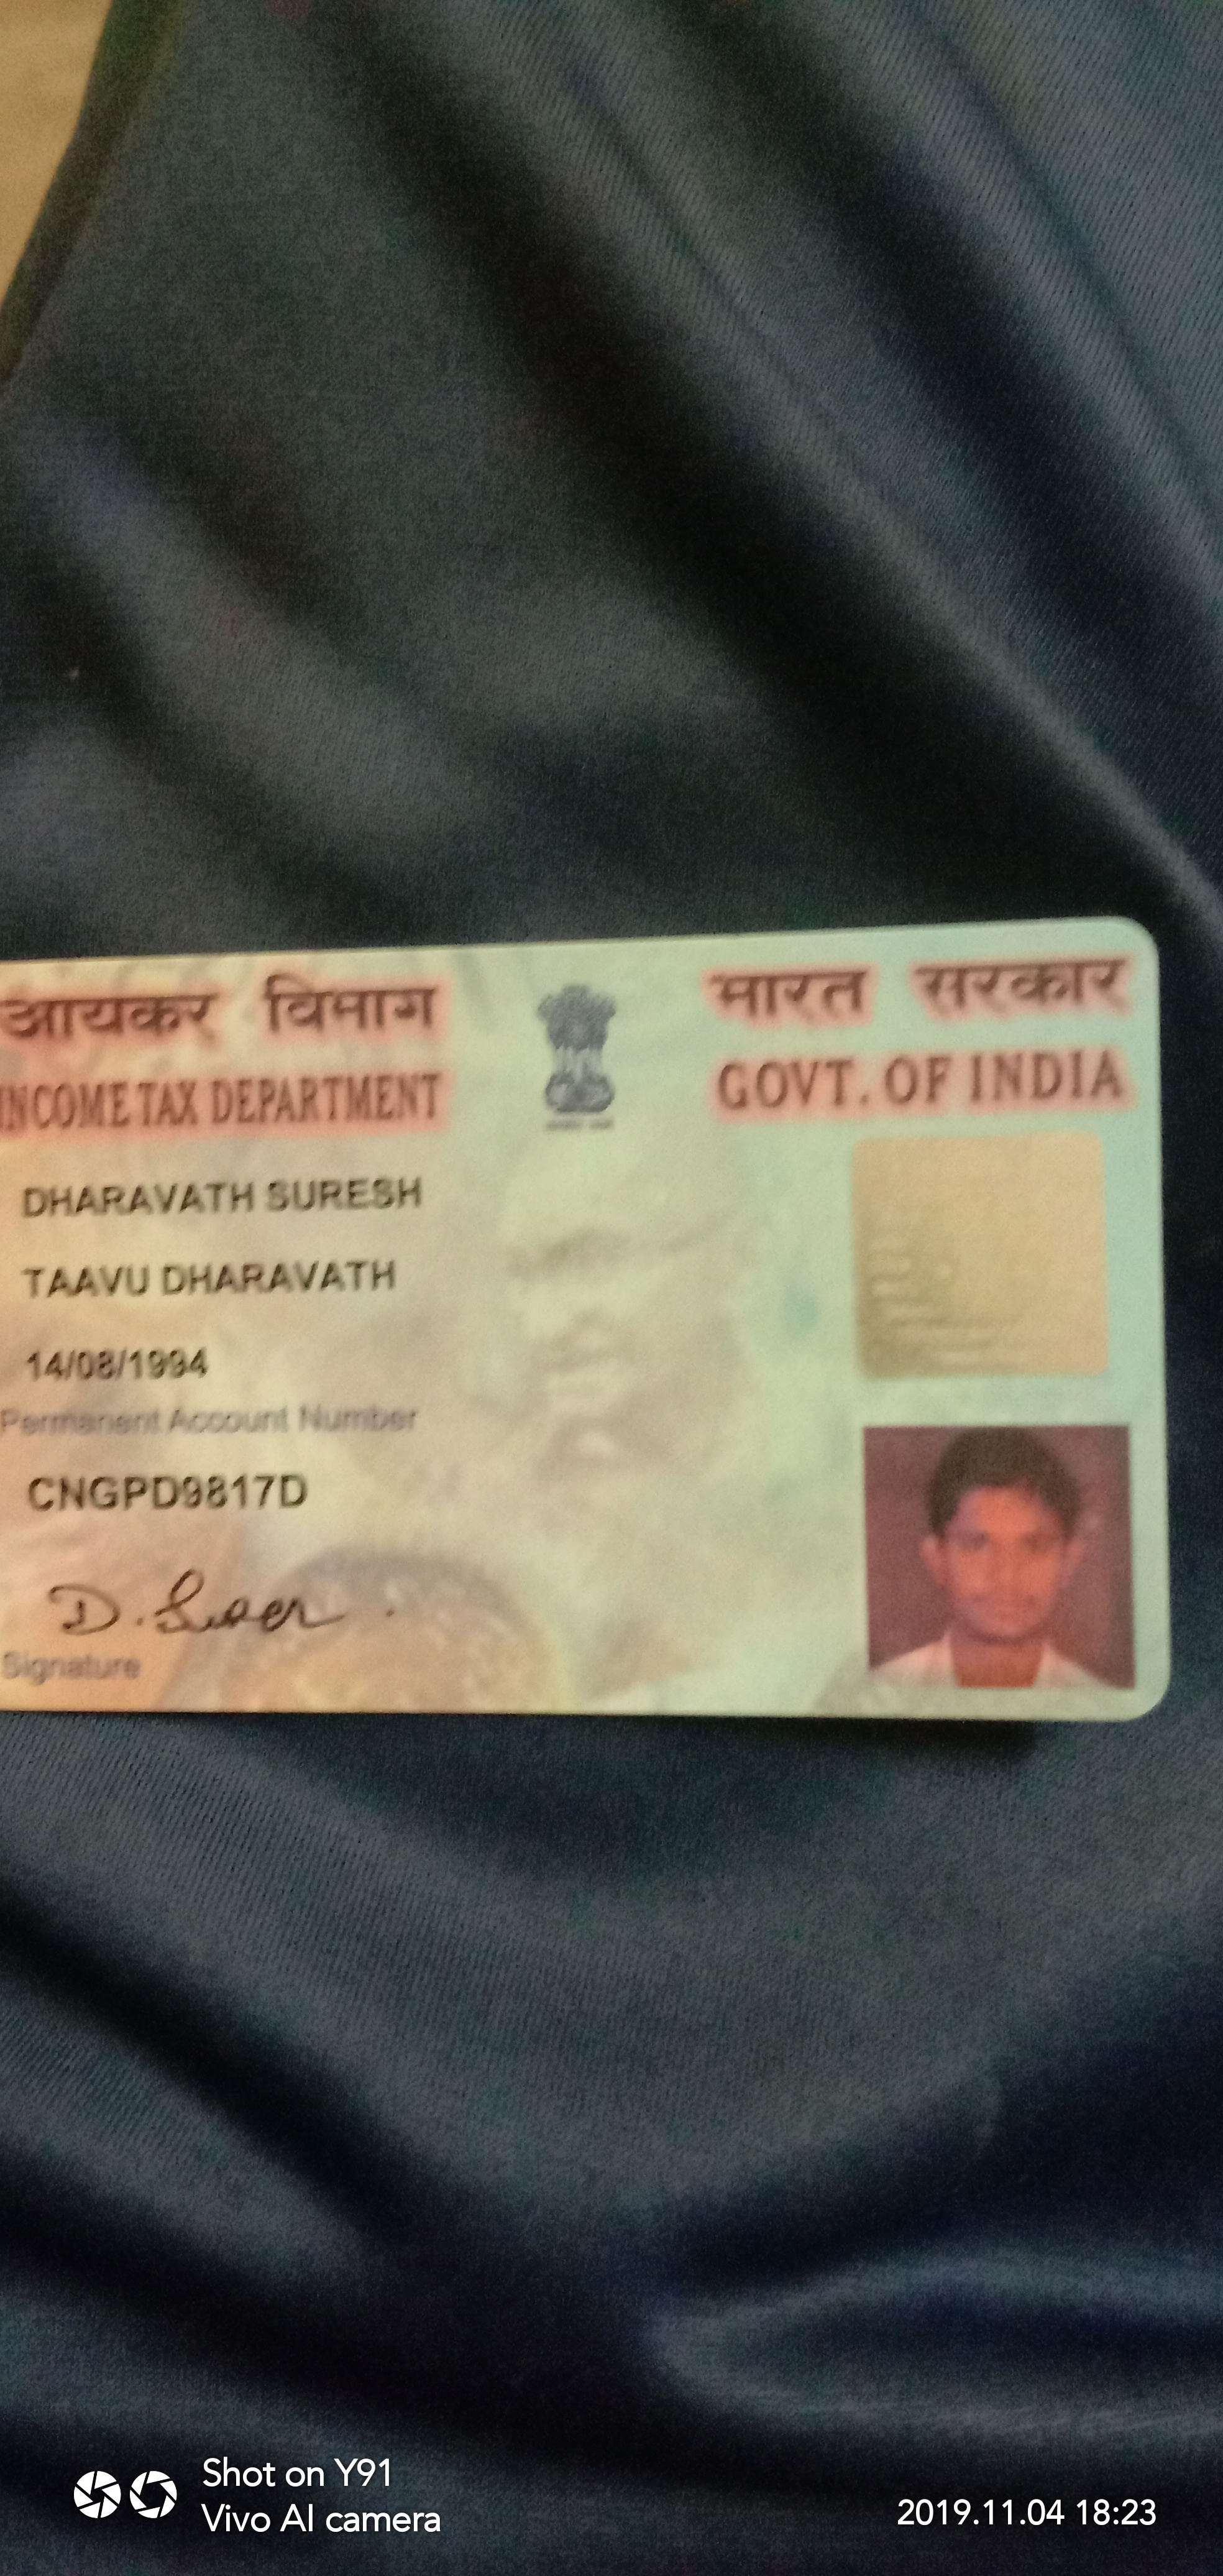 आयकर विभाग
INCOME TAX DEPARTMENT
भारत सरकार
GOVT. OF INDIA
DHARAVATH SURESH
TAAVU DHARAVATH
14/08/1994
Permanent Account Number
CNGPD9817D
Signature
Shot on Y91
Vivo AI camera
2019.11.04 18:23